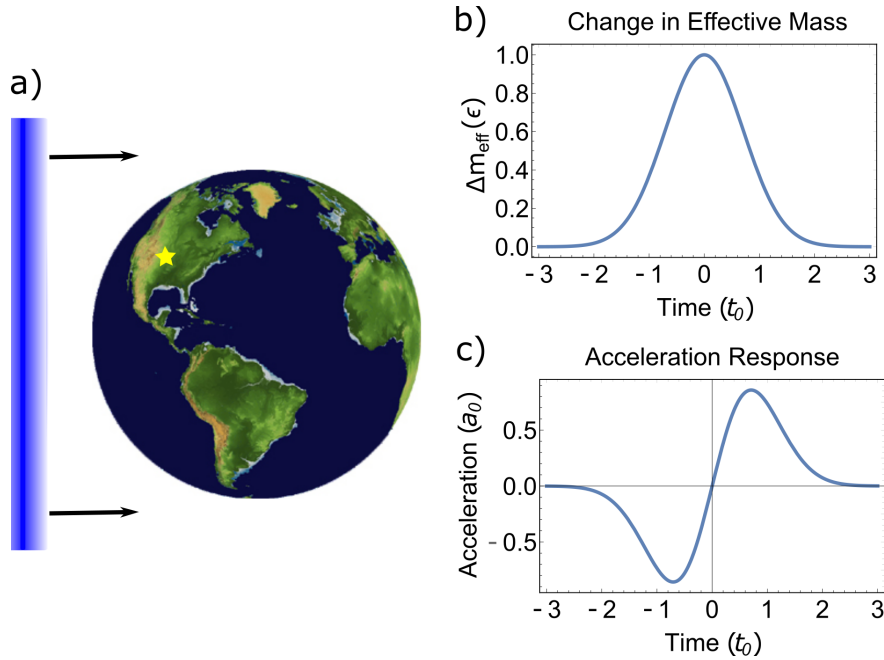 a)
b)
Change in Effective Mass
Δm_eff (ϵ)
1.0
0.8
0.6
0.4
0.2
0.0
-3 -2 -1 0 1 2 3
Time (t_0)
c)
Acceleration Response
Acceleration (a_0)
0.5
0.0
-0.5
-3 -2 -1 0 1 2 3
Time (t_0)